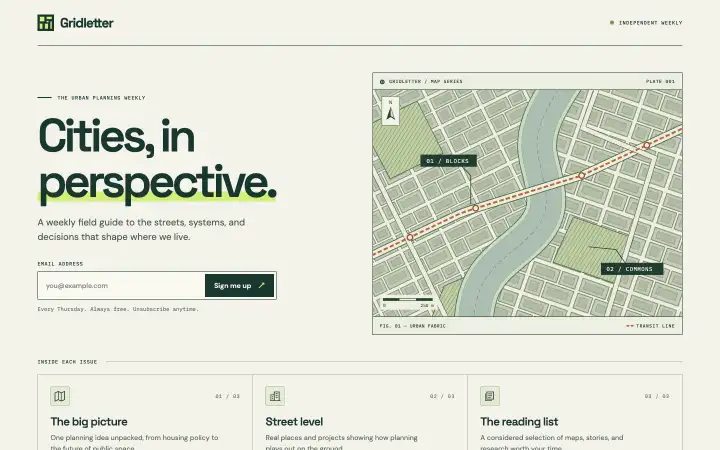 Gridletter
INDEPENDENT WEEKLY
THE URBAN PLANNING WEEKLY
Cities, in
perspective.
A weekly field guide to the streets, systems, and
decisions that shape where we live.
EMAIL ADDRESS
you@example.com
Sign me up
Every Thursday. Always free. Unsubscribe anytime.
GRIDLETTER / MAP SERIES
PLATE 001
N
01 / BLOCKS
02 / COMMONS
0
250 m
FIG. 01 — URBAN FABRIC
TRANSIT LINE
INSIDE EACH ISSUE
01 / 03
The big picture
One planning idea unpacked, from housing policy to
the future of public space.
02 / 03
Street level
Real places and projects showing how planning
plays out on the ground.
03 / 03
The reading list
A considered selection of maps, stories, and
research worth your time.